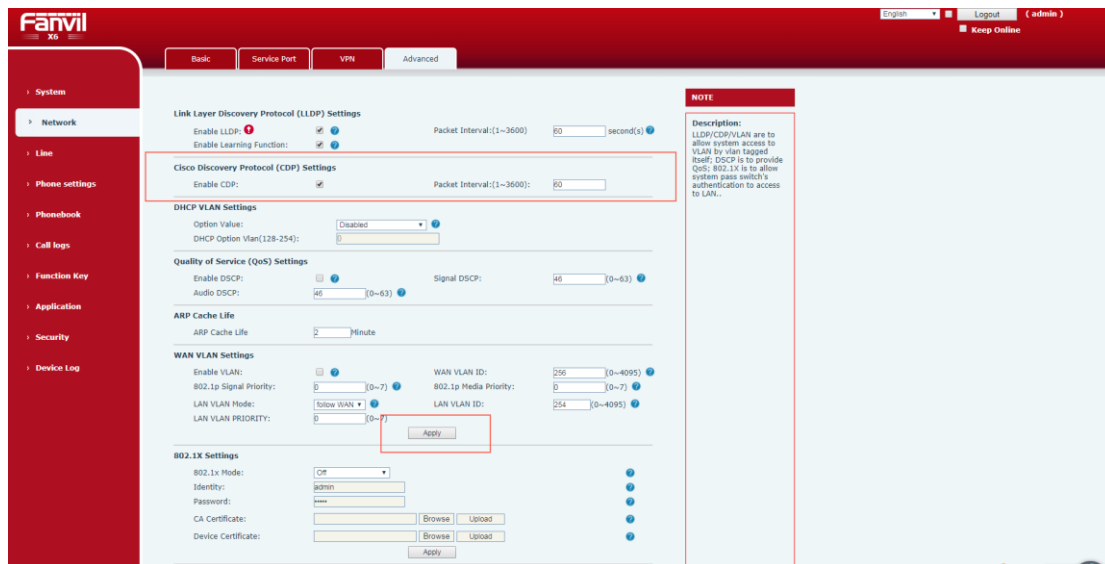 Fanvil
X6
English
Logout
( admin )
Keep Online
Basic
Service Port
VPN
Advanced
› System
› Network
› Line
› Phone settings
› Phonebook
› Call logs
› Function Key
› Application
› Security
› Device Log
Link Layer Discovery Protocol (LLDP) Settings
Enable LLDP: Packet Interval:(1~3600) 60 second(s)
Enable Learning Function:
Cisco Discovery Protocol (CDP) Settings
Enable CDP: Packet Interval:(1~3600): 60
DHCP VLAN Settings
Option Value: Disabled
DHCP Option Vlan(128-254): 0
Quality of Service (QoS) Settings
Enable DSCP: Signal DSCP: 46 (0~63)
Audio DSCP: 46 (0~63)
ARP Cache Life
ARP Cache Life 2 Minute
WAN VLAN Settings
Enable VLAN: WAN VLAN ID: 256 (0~4095)
802.1p Signal Priority: 0 (0~7) 802.1p Media Priority: 0 (0~7)
LAN VLAN Mode: follow WAN LAN VLAN ID: 254 (0~4095)
LAN VLAN PRIORITY: 0 (0~7)
Apply
802.1X Settings
802.1x Mode: Off
Identity: admin
Password: •••••
CA Certificate: Browse Upload
Device Certificate: Browse Upload
Apply
NOTE
Description:
LLDP/CDP/VLAN are to
allow system access to
VLAN by vlan tagged
itself; DSCP is to provide
QoS; 802.1X is to allow
system pass switch's
authentication to access
to LAN..